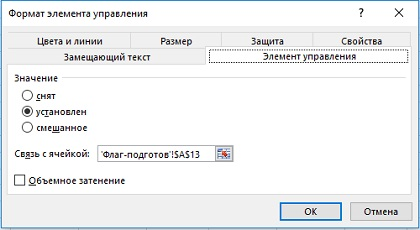 Формат элемента управления
Цвета и линии Размер Защита Свойства
Замещающий текст Элемент управления
Значение
снят
установлен
смешанное
Связь с ячейкой: 'Флаг-подготов'!$A$13
Объемное затенение
ОК Отмена